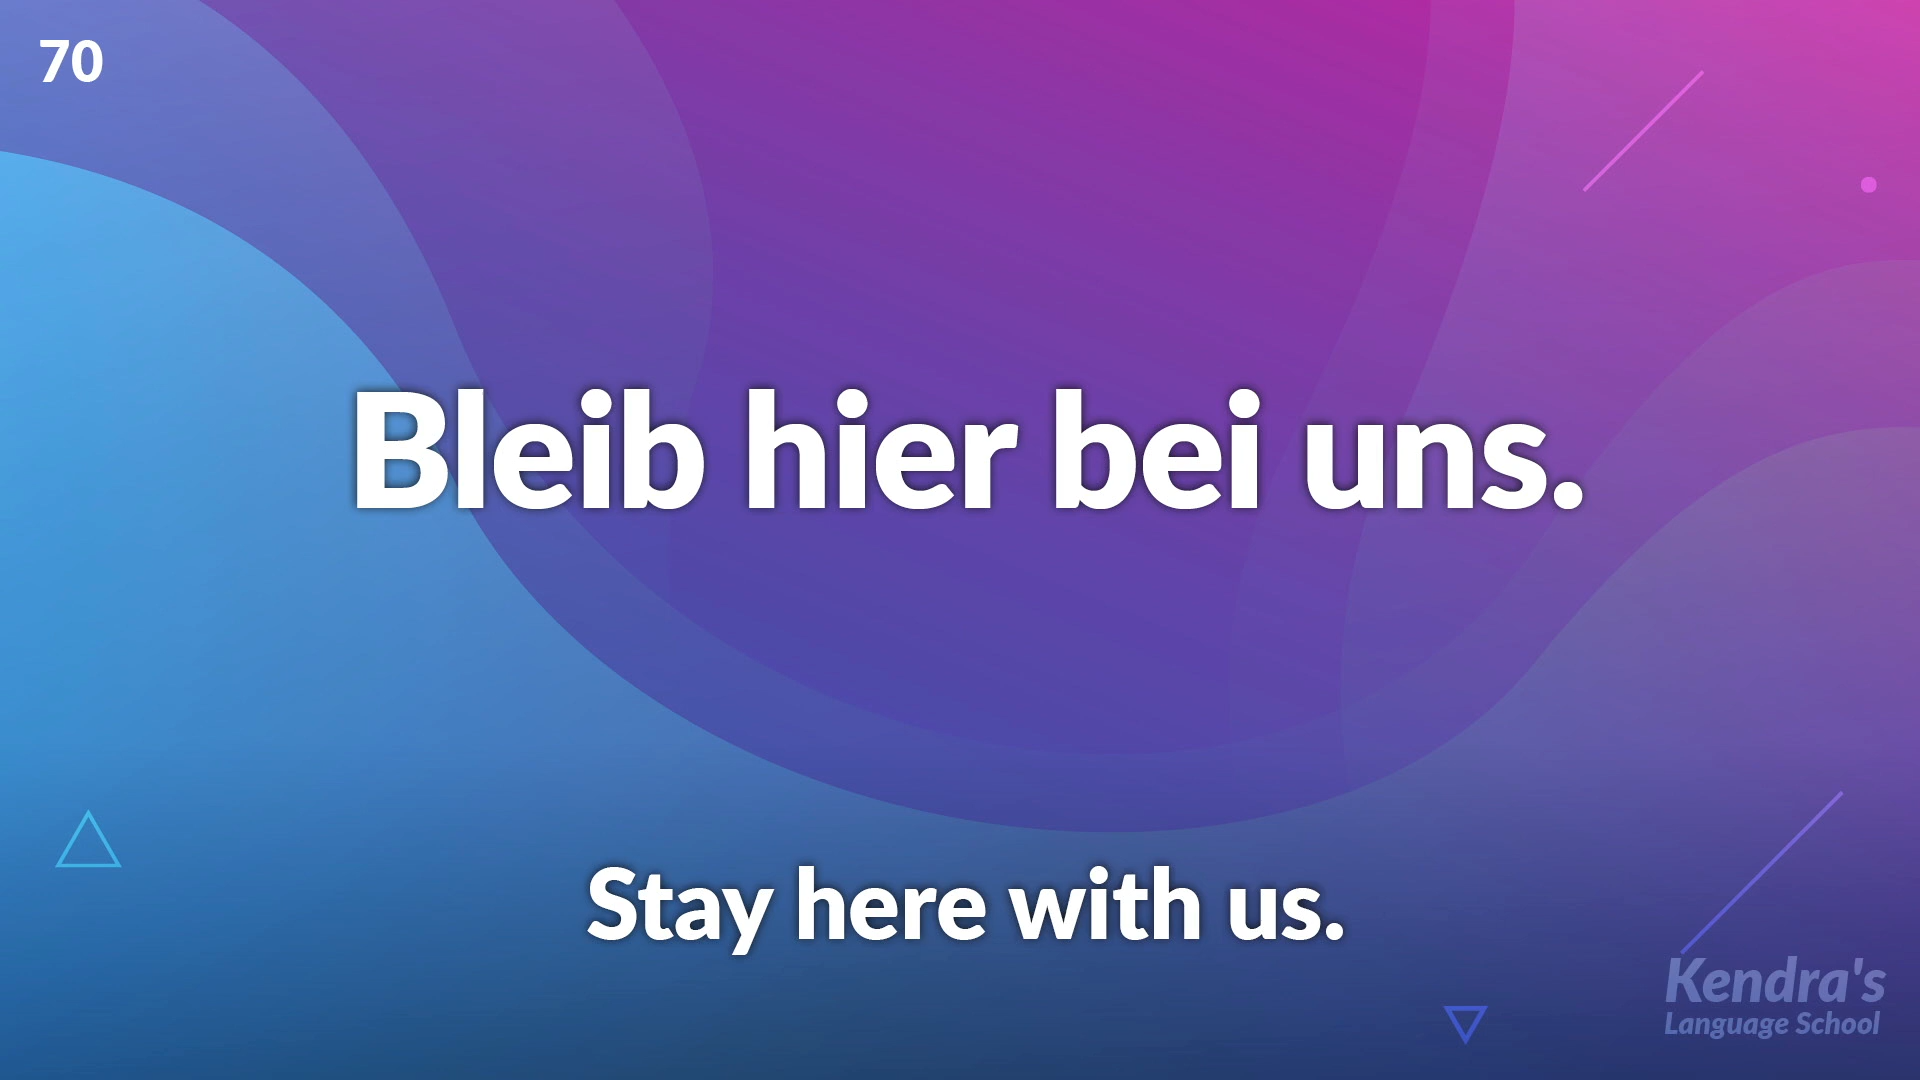 70
Bleib hier bei uns.
Stay here with us.
Kendra's
Language School